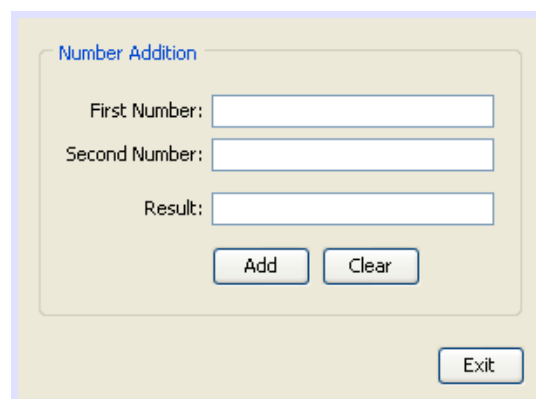 Number Addition
First Number:
Second Number:
Result:
Add Clear
Exit